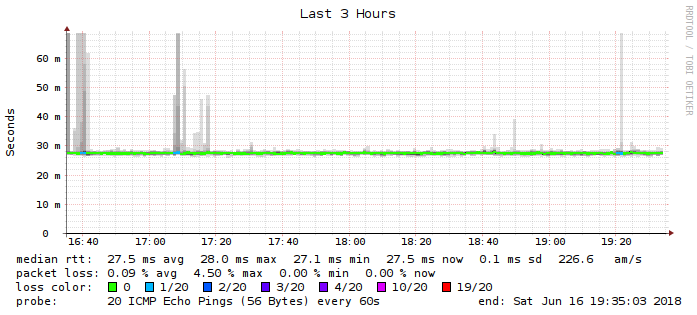 Last 3 Hours
RRDTOOL / TOBI OETIKER
Seconds
60 m
50 m
40 m
30 m
20 m
10 m
0
16:40 17:00 17:20 17:40 18:00 18:20 18:40 19:00 19:20
median rtt: 27.5 ms avg 28.0 ms max 27.1 ms min 27.5 ms now 0.1 ms sd 226.6 am/s
packet loss: 0.09 % avg 4.50 % max 0.00 % min 0.00 % now
loss color: 0 1/20 2/20 3/20 4/20 10/20 19/20
probe: 20 ICMP Echo Pings (56 Bytes) every 60s end: Sat Jun 16 19:35:03 2018